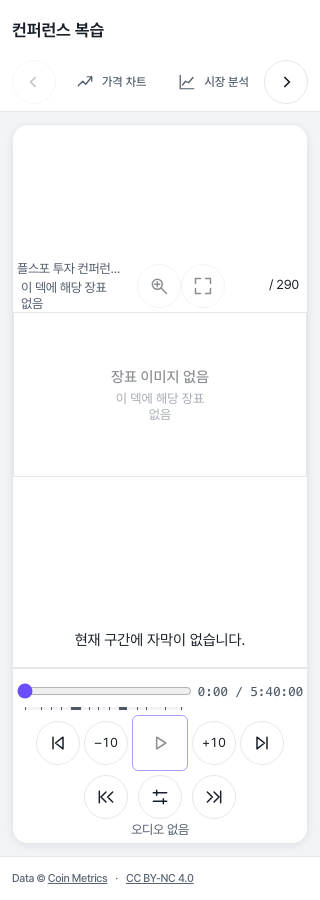 컨퍼런스 복습
가격 차트
시장 분석
플스포 투자 컨퍼런...
이 덱에 해당 장표
없음
/ 290
장표 이미지 없음
이 덱에 해당 장표
없음
현재 구간에 자막이 없습니다.
0:00 / 5:40:00
−10
+10
오디오 없음
Data © Coin Metrics · CC BY-NC 4.0